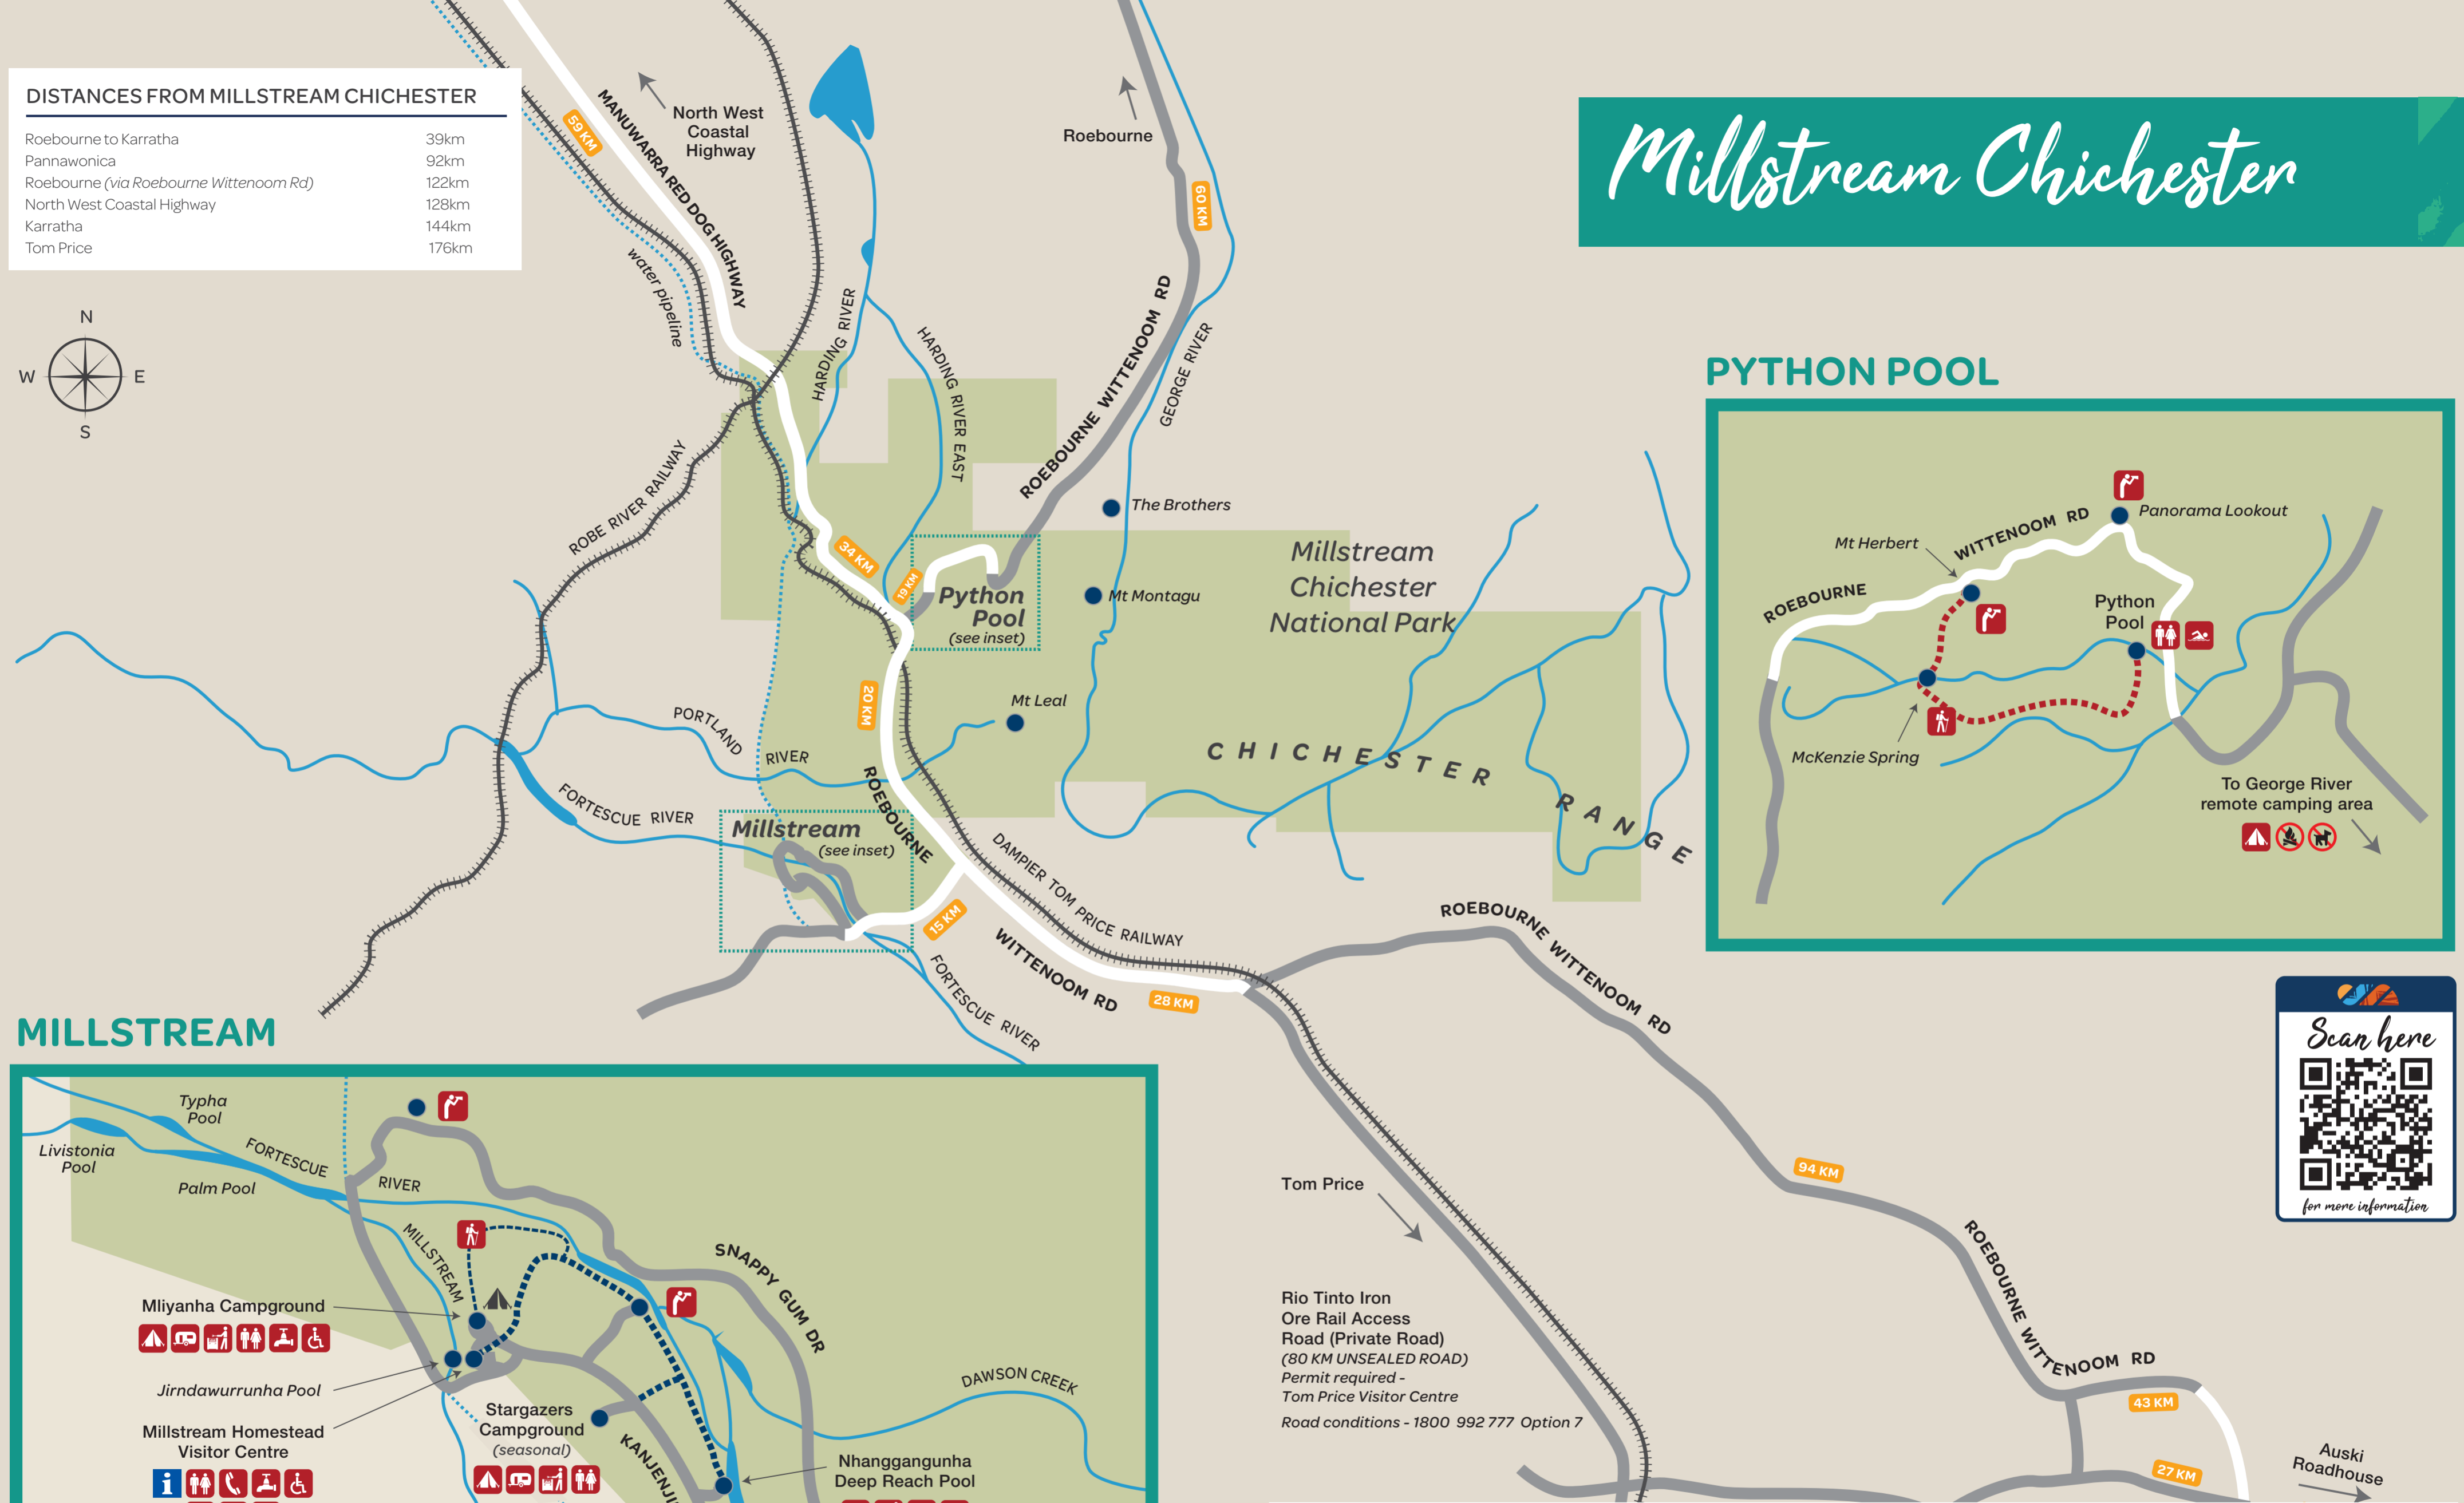 DISTANCES FROM MILLSTREAM CHICHESTER
Roebourne to Karratha 39km
Pannawonica 92km
Roebourne (via Roebourne Wittenoom Rd) 122km
North West Coastal Highway 128km
Karratha 144km
Tom Price 176km
N
W E
S
59 KM
MANUWARRA RED DOG HIGHWAY
North West
Coastal
Highway
water pipeline
Roebourne
60 KM
Millstream Chichester
HARDING RIVER
HARDING RIVER EAST
ROEBOURNE WITTENOOM RD
GEORGE RIVER
ROBE RIVER RAILWAY
34 KM
19 KM
The Brothers
Python
Pool
(see inset)
Mt Montagu
Millstream
Chichester
National Park
20 KM
Mt Leal
PORTLAND
RIVER
CHICHESTER
RANGE
FORTESCUE RIVER
Millstream
(see inset)
ROEBOURNE
WITTENOOM RD
DAMPIER TOM PRICE RAILWAY
15 KM
FORTESCUE RIVER
28 KM
ROEBOURNE WITTENOOM RD
PYTHON POOL
Panorama Lookout
Mt Herbert
ROEBOURNE
WITTENOOM RD
Python
Pool
McKenzie Spring
To George River
remote camping area
Scan here
for more information
MILLSTREAM
Typha
Pool
Livistonia
Pool
FORTESCUE
RIVER
Palm Pool
MILLSTREAM
SNAPPY GUM DR
Mliyanha Campground
Jirndawurrunha Pool
Millstream Homestead
Visitor Centre
i
Stargazers
Campground
(seasonal)
KANJENJI
DAWSON CREEK
Nhanggangunha
Deep Reach Pool
Tom Price
Rio Tinto Iron
Ore Rail Access
Road (Private Road)
(80 KM UNSEALED ROAD)
Permit required -
Tom Price Visitor Centre
Road conditions - 1800 992 777 Option 7
94 KM
ROEBOURNE WITTENOOM RD
43 KM
27 KM
Auski
Roadhouse